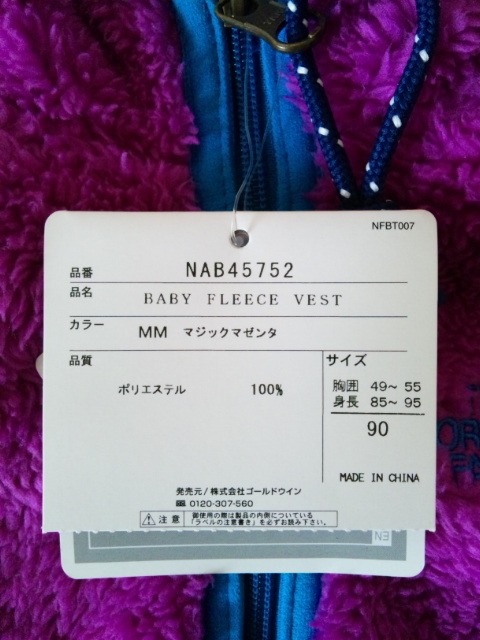 NFBT007
品番 NAB45752
品名 BABY FLEECE VEST
カラー MM マジックマゼンタ
品質
ポリエステル 100%
サイズ
胸囲 49~ 55
身長 85~ 95
90
MADE IN CHINA
発売元/株式会社ゴールドウイン
0120-307-560
注意 御使用の際は製品の内側についている
「ラベルの注意書き」を必ずお読み下さい。
EN